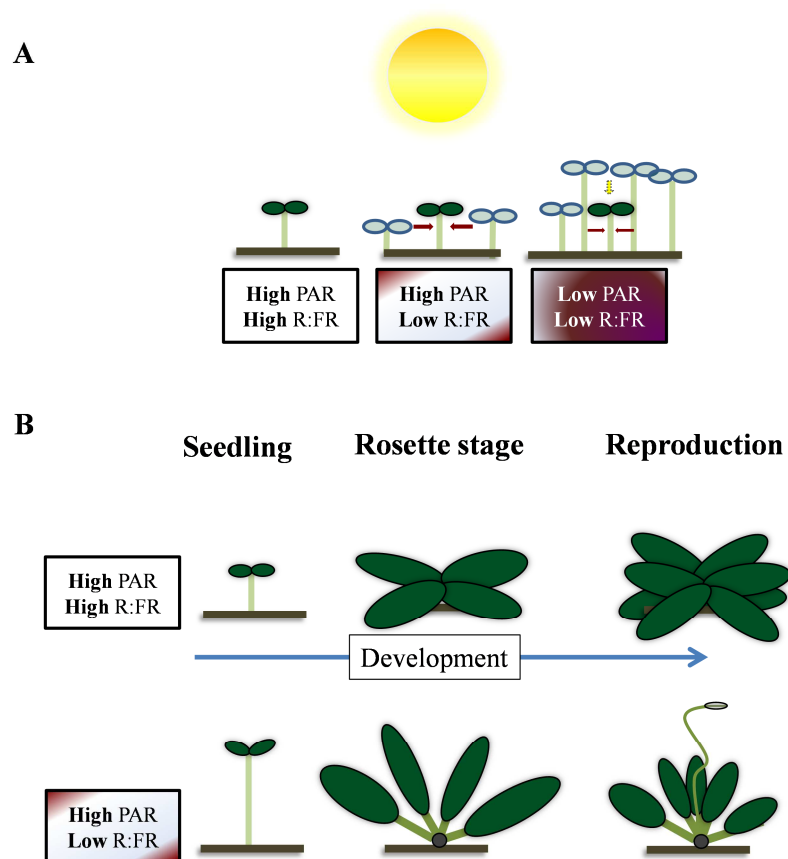 A
High PAR
High R:FR
High PAR
Low R:FR
Low PAR
Low R:FR
B
Seedling Rosette stage Reproduction
High PAR
High R:FR
Development
High PAR
Low R:FR